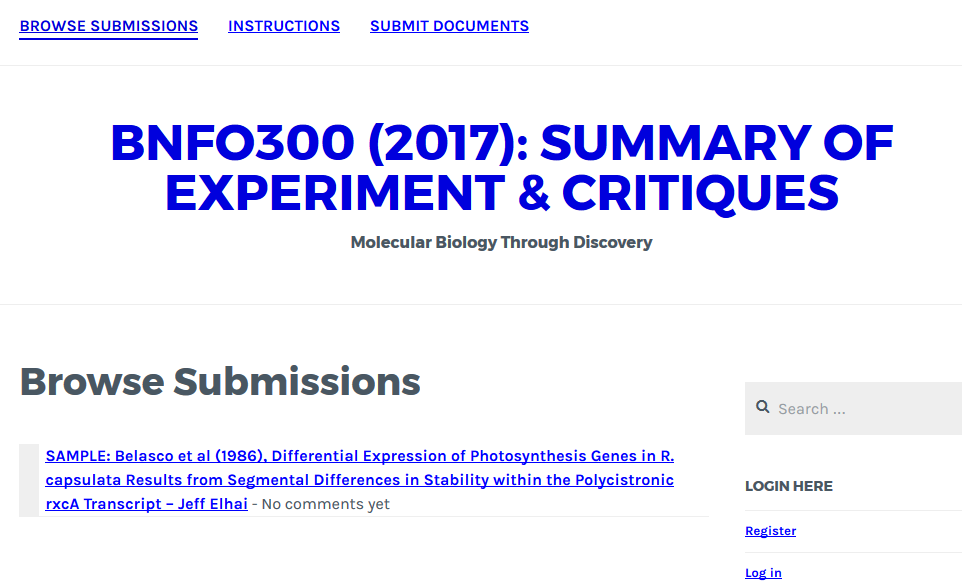 BROWSE SUBMISSIONS INSTRUCTIONS SUBMIT DOCUMENTS
BNFO300 (2017): SUMMARY OF
EXPERIMENT & CRITIQUES
Molecular Biology Through Discovery
Browse Submissions
SAMPLE: Belasco et al (1986), Differential Expression of Photosynthesis Genes in R.
capsulata Results from Segmental Differences in Stability within the Polycistronic
rxcA Transcript – Jeff Elhai - No comments yet
Search ...
LOGIN HERE
Register
Log in